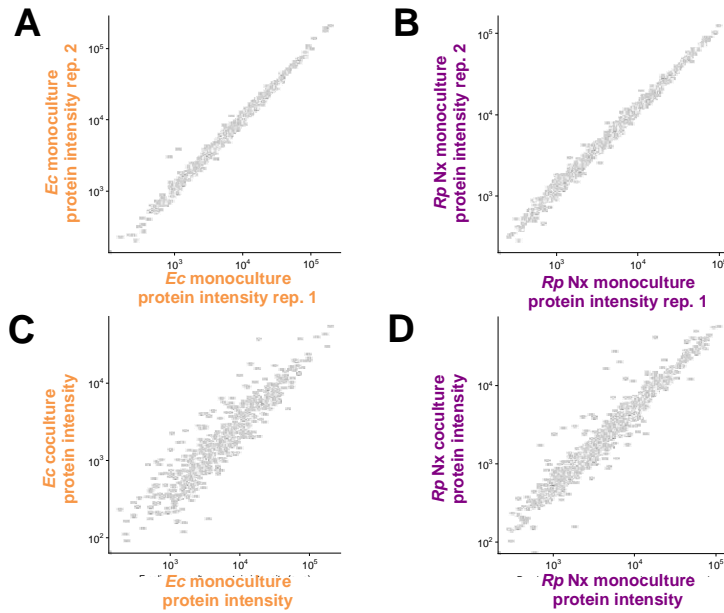 A
Ec monoculture
protein intensity rep. 2
10⁵
10⁴
10³
10³
10⁴
10⁵
Ec monoculture
protein intensity rep. 1
B
Rp Nx monoculture
protein intensity rep. 2
10⁵
10⁴
10³
10³
10⁴
10⁵
Rp Nx monoculture
protein intensity rep. 1
C
Ec coculture
protein intensity
10⁴
10³
10²
10³
10⁴
10⁵
Ec monoculture
protein intensity
D
Rp Nx coculture
protein intensity
10⁴
10³
10²
10³
10⁴
10⁵
Rp Nx monoculture
protein intensity